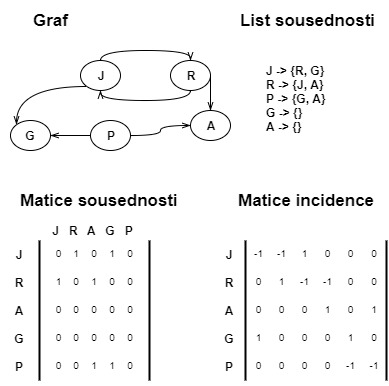 Graf
List sousednosti
J
R
G
P
A
J -> {R, G}
R -> {J, A}
P -> {G, A}
G -> {}
A -> {}
Matice sousednosti
J R A G P
J 0 1 0 1 0
R 1 0 1 0 0
A 0 0 0 0 0
G 0 0 0 0 0
P 0 0 1 1 0
Matice incidence
J -1 -1 1 0 0 0
R 0 1 -1 -1 0 0
A 0 0 0 1 0 1
G 1 0 0 0 1 0
P 0 0 0 0 -1 -1